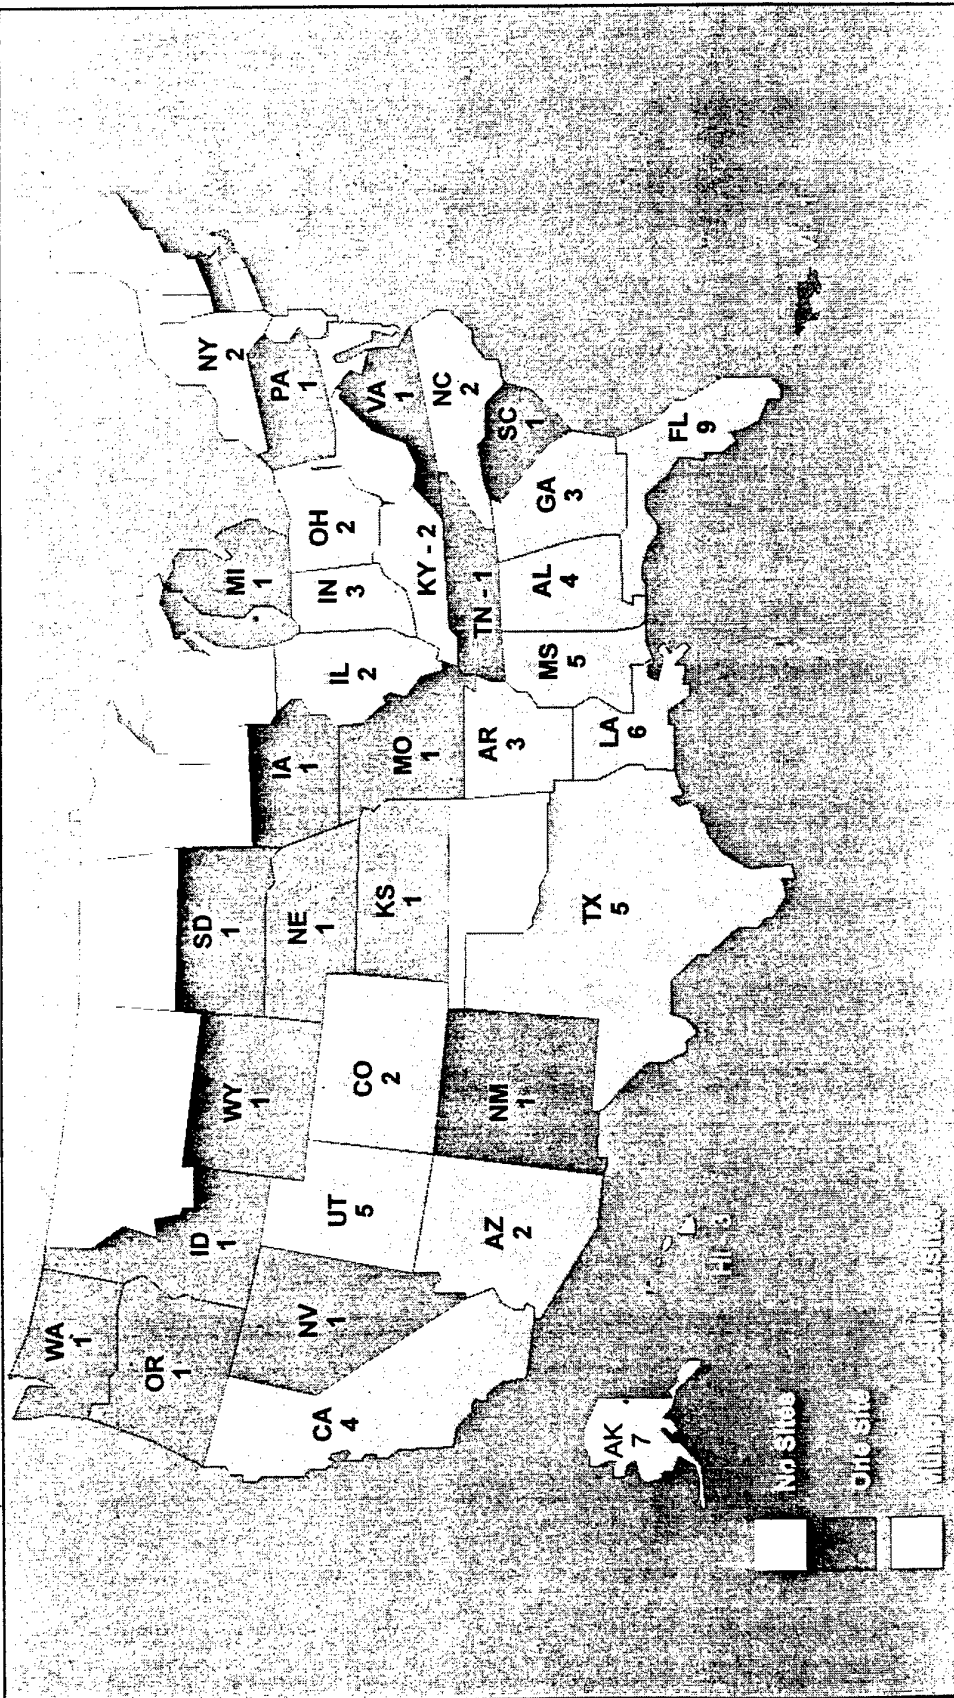 WA
1
OR
1
CA
4
ID
1
NV
1
UT
5
AZ
2
WY
1
CO
2
NM
1
SD
1
NE
1
KS
1
TX
5
IA
1
MO
1
AR
3
LA
6
IL
2
MS
5
MI
1
IN
3
OH
2
KY - 2
TN - 1
AL
4
GA
3
FL
9
SC
1
NC
2
VA
1
PA
1
NY
2
AK
7
HI - 3
No Sites
One Site